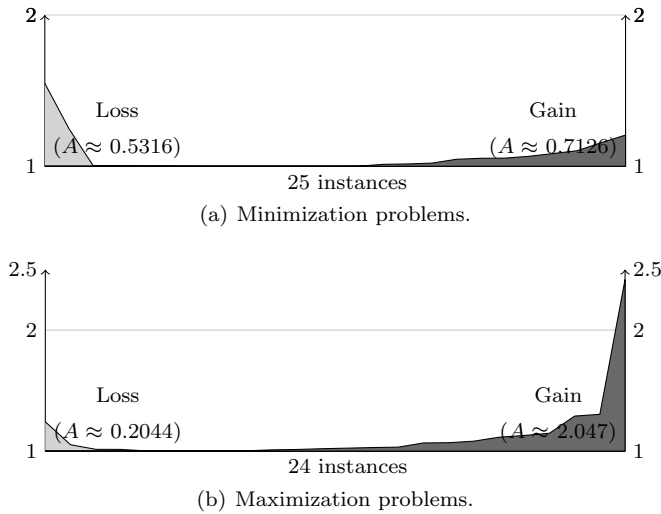 2 2
Loss Gain
(A ≈ 0.5316) (A ≈ 0.7126)
1 1
25 instances
(a) Minimization problems.
2.5 2.5
2 2
Loss Gain
(A ≈ 0.2044) (A ≈ 2.047)
1 1
24 instances
(b) Maximization problems.